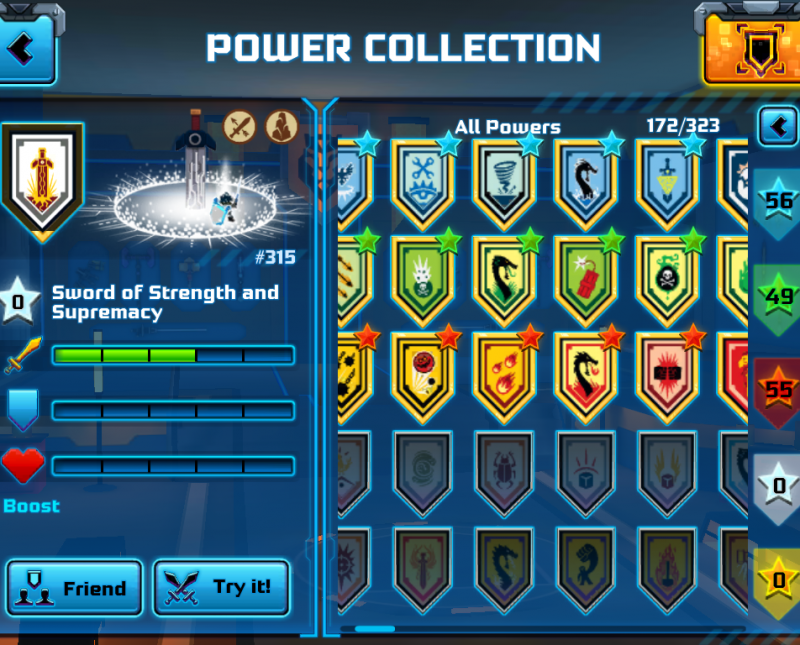 POWER COLLECTION
All Powers 172/323
#315
0 Sword of Strength and
Supremacy
Boost
Friend
Try it!
56
49
55
0
0